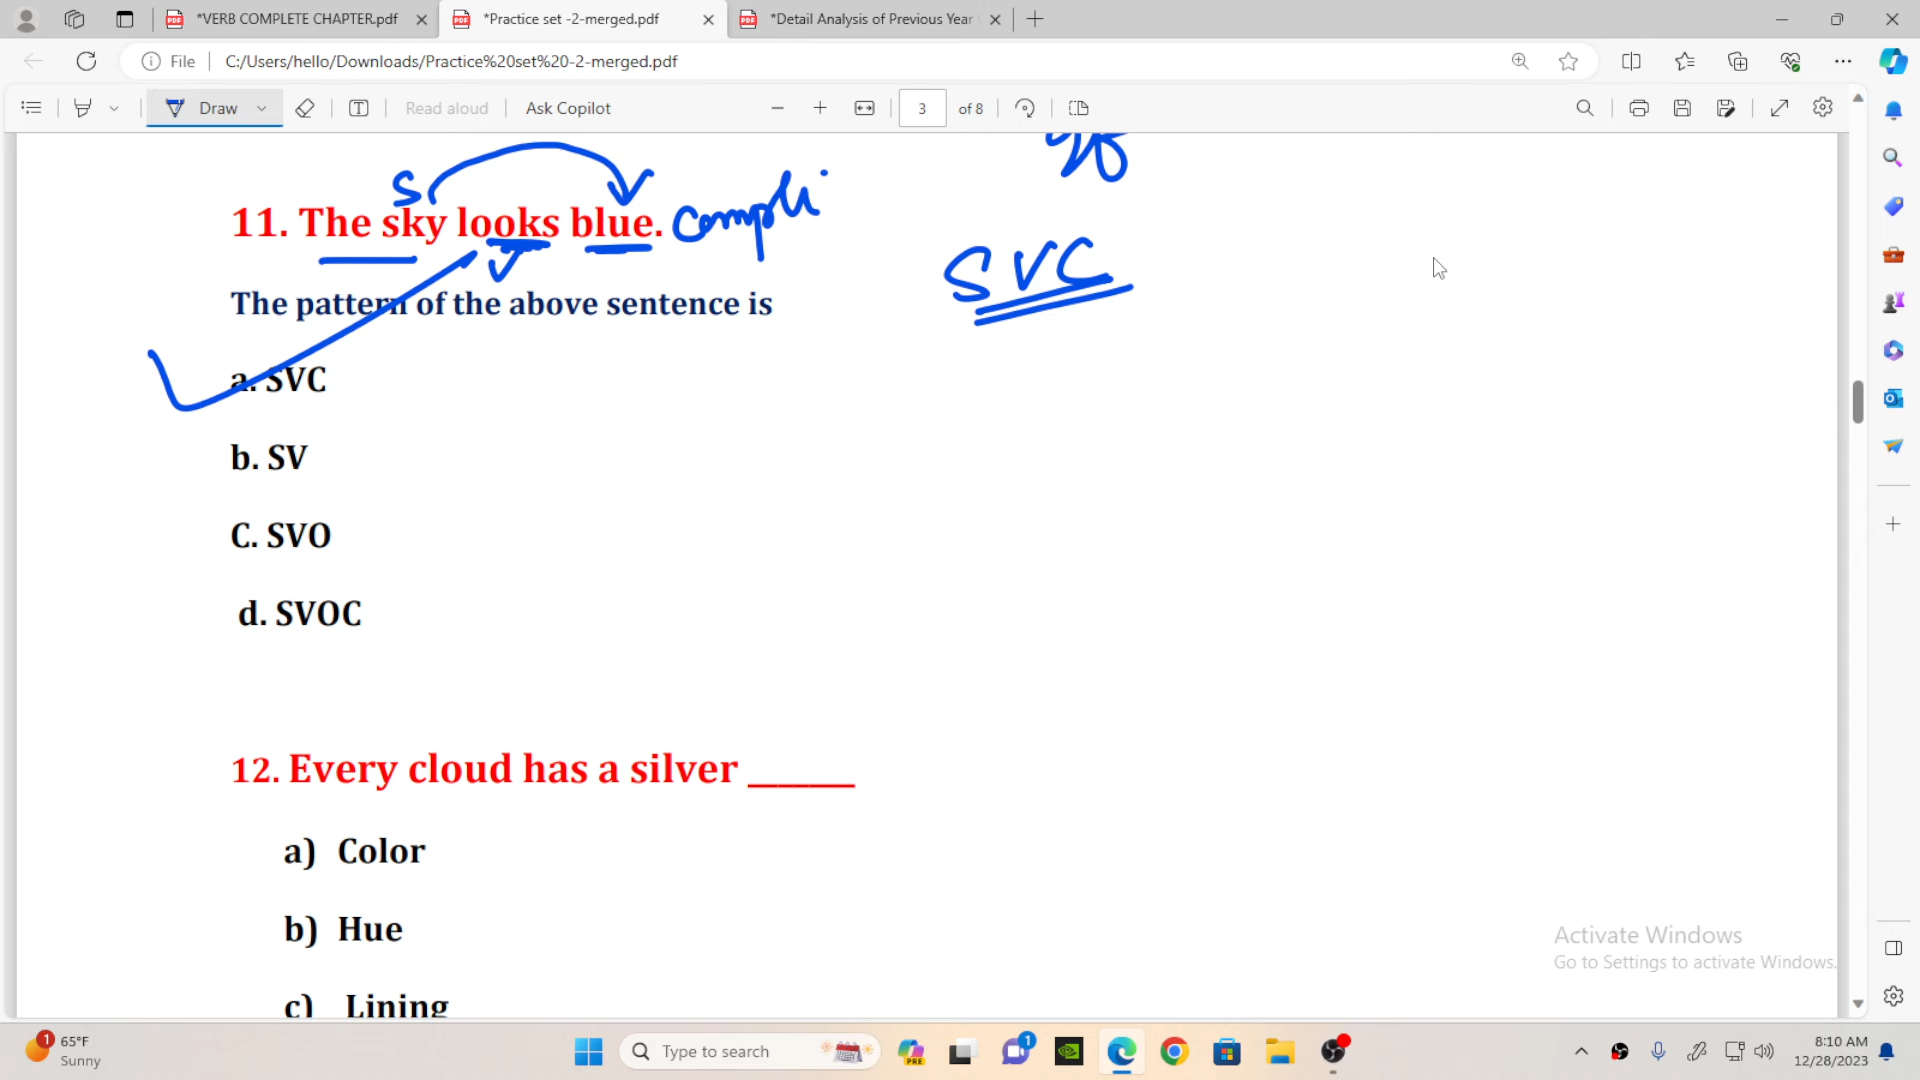 *VERB COMPLETE CHAPTER.pdf
*Practice set -2-merged.pdf
*Detail Analysis of Previous Year
File
C:/Users/hello/Downloads/Practice%20set%20-2-merged.pdf
Draw
Read aloud
Ask Copilot
3
of 8
S
11. The sky looks blue.
V
SVC
The pattern of the above sentence is
a. SVC
b. SV
C. SVO
d. SVOC
12. Every cloud has a silver ______
a) Color
b) Hue
c) Lining
Activate Windows
Go to Settings to activate Windows.
1
65°F
Sunny
Type to search
PRE
1
8:10 AM
12/28/2023